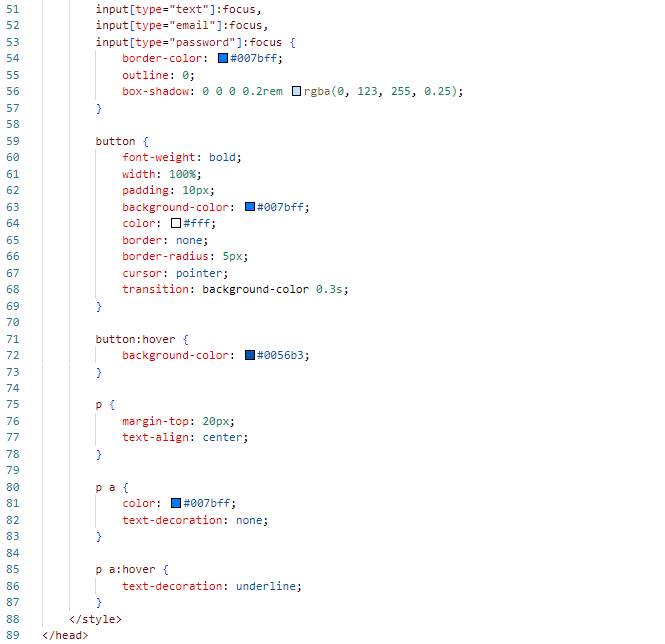 51 input[type="text"]:focus,
52 input[type="email"]:focus,
53 input[type="password"]:focus {
54 border-color: #007bff;
55 outline: 0;
56 box-shadow: 0 0 0 0.2rem rgba(0, 123, 255, 0.25);
57 }
58
59 button {
60 font-weight: bold;
61 width: 100%;
62 padding: 10px;
63 background-color: #007bff;
64 color: #fff;
65 border: none;
66 border-radius: 5px;
67 cursor: pointer;
68 transition: background-color 0.3s;
69 }
70
71 button:hover {
72 background-color: #0056b3;
73 }
74
75 p {
76 margin-top: 20px;
77 text-align: center;
78 }
79
80 p a {
81 color: #007bff;
82 text-decoration: none;
83 }
84
85 p a:hover {
86 text-decoration: underline;
87 }
88 </style>
89 </head>